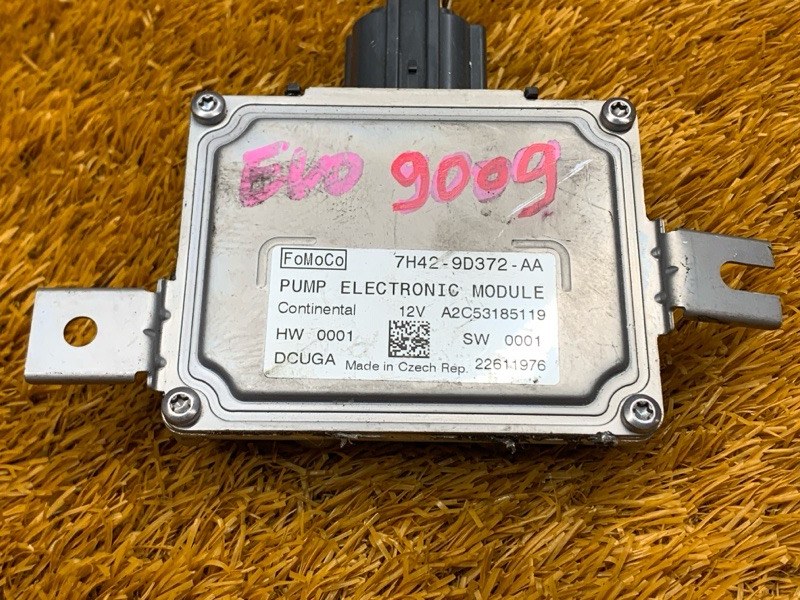 EVO 9009
FoMoCo 7H42-9D372-AA
PUMP ELECTRONIC MODULE
Continental 12V A2C53185119
HW 0001 SW 0001
DCUGA Made in Czech Rep. 22611976